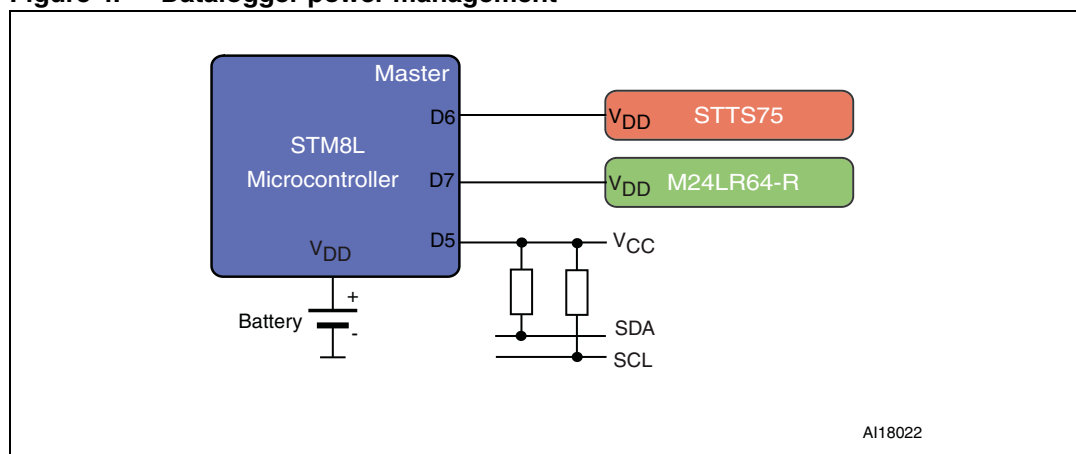 Figure 4. Datalogger power management
Master
D6
STM8L
Microcontroller
D7
D5
VDD
VDD STTS75
VDD M24LR64-R
VCC
+
Battery
-
SDA
SCL
AI18022